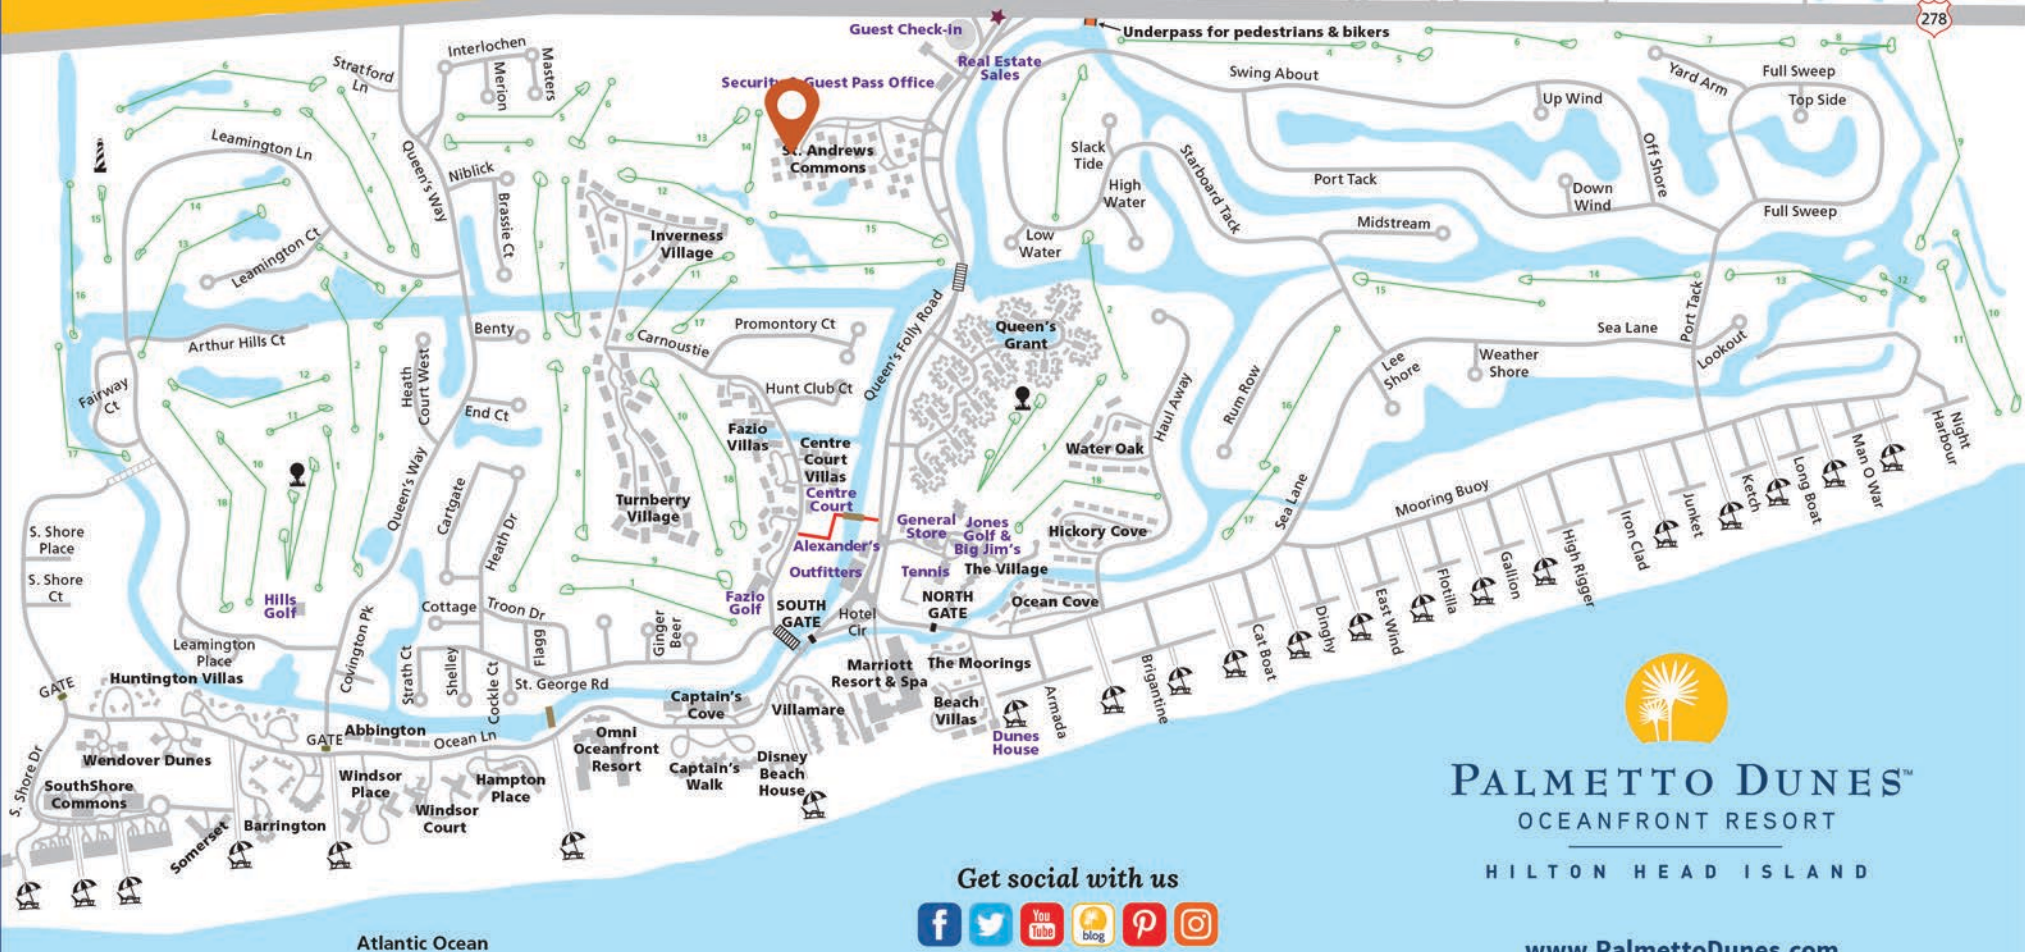 278
Guest Check-in
Underpass for pedestrians & bikers
Real Estate
Sales
Security & Guest Pass Office
St. Andrews
Commons
Stratford
Ln
Interlochen
Merion
Masters
Leamington Ln
Queen's Way
Niblick
Brassie Ct
Leamington Ct
Inverness
Village
Arthur Hills Ct
Fairway
Ct
Heath
Court West
Benty
End Ct
Carnoustie
Promontory Ct
Hunt Club Ct
Queen's Folly Road
Queen's Way
Cartgate
Heath Dr
Turnberry
Village
Fazio
Villas
Centre
Court
Villas
Centre
Court
Alexander's
Outfitters
Fazio
Golf
SOUTH
GATE
Hotel
Cir
NORTH
GATE
General
Store
Jones
Golf &
Big Jim's
Tennis
The Village
Ocean Cove
Hickory Cove
Water Oak
Queen's
Grant
Haul Away
Rum Row
Sea Lane
Slack
Tide
High
Water
Low
Water
Starboard Tack
Swing About
Port Tack
Midstream
Up Wind
Down
Wind
Off Shore
Yard Arm
Full Sweep
Top Side
Full Sweep
Port Tack
Sea Lane
Lee
Shore
Weather
Shore
Lookout
Mooring Buoy
Night
Harbour
Man O War
Long Boat
Ketch
Junket
Iron Clad
High Rigger
Gallion
Flotilla
East Wind
Dinghy
Cat Boat
Brigantine
Armada
S. Shore
Place
S. Shore
Ct
Hills
Golf
Leamington
Place
Covington Pk
Cottage
Troon Dr
Flagg
Ginger
Beer
Strath Ct
Shelley
Cockle Ct
St. George Rd
GATE
Huntington Villas
GATE
Abbington
Ocean Ln
Omni
Oceanfront
Resort
Captain's
Cove
Captain's
Walk
Villamare
Disney
Beach
House
Marriott
Resort & Spa
The Moorings
Beach
Villas
Dunes
House
S. Shore Dr
Wendover Dunes
SouthShore
Commons
Somerset
Barrington
Windsor
Place
Windsor
Court
Hampton
Place
PALMETTO DUNES™
OCEANFRONT RESORT
HILTON HEAD ISLAND
Get social with us
You
Tube
blog
Atlantic Ocean
www.PalmettoDunes.com